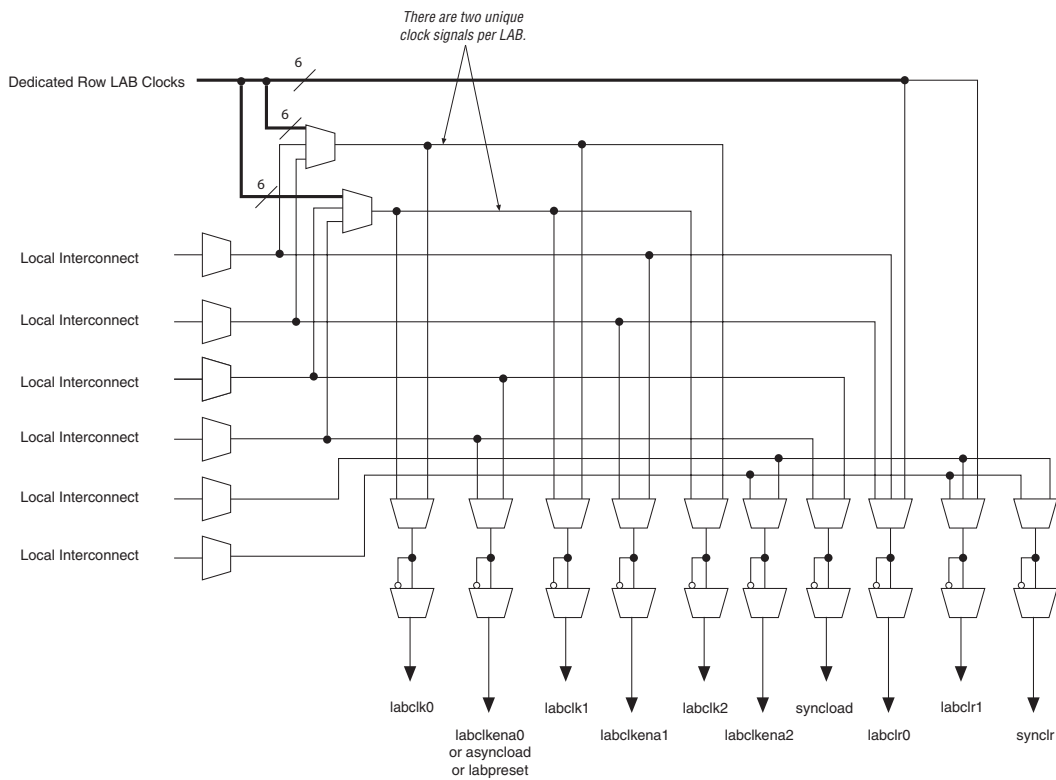 There are two unique
clock signals per LAB.
6
Dedicated Row LAB Clocks
6
6
Local Interconnect
Local Interconnect
Local Interconnect
Local Interconnect
Local Interconnect
Local Interconnect
labclk0
labclk1
labclk2
syncload
labclr1
labclkena0
or asyncload
or labpreset
labclkena1
labclkena2
labclr0
synclr